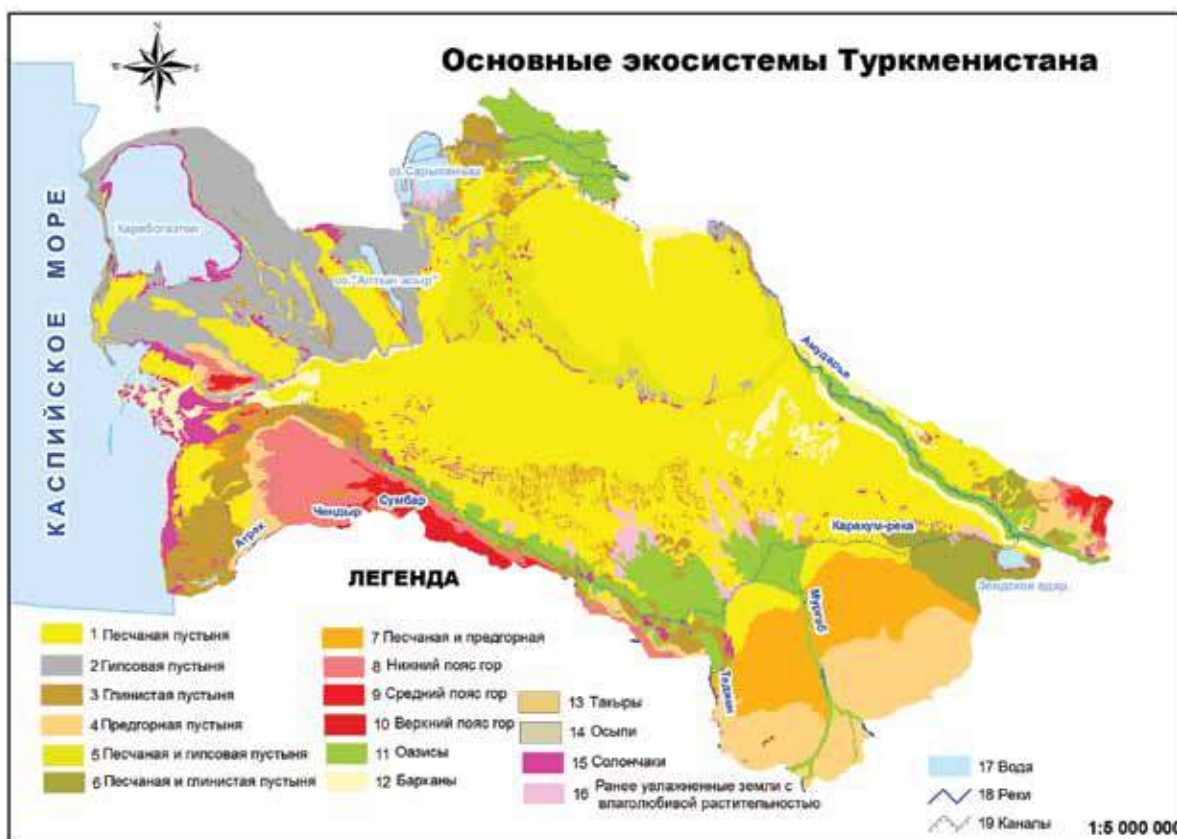 Основные экосистемы Туркменистана
N
S
КАСПИЙСКОЕ МОРЕ
Карабогазгол
оз.Сарыкамыш
оз."Алтын асыр"
Амударья
Каракум-река
Зеидское вдхр.
Мургаб
Теджен
Атрек
Чендыр
Сумбар
ЛЕГЕНДА
1 Песчаная пустыня
2 Гипсовая пустыня
3 Глинистая пустыня
4 Предгорная пустыня
5 Песчаная и гипсовая пустыня
6 Песчаная и глинистая пустыня
7 Песчаная и предгорная
8 Нижний пояс гор
9 Средний пояс гор
10 Верхний пояс гор
11 Оазисы
12 Барханы
13 Такыры
14 Осыпи
15 Солончаки
16 Ранее увлажненные земли с
влаголюбивой растительностью
17 Вода
18 Реки
19 Каналы
1:5 000 000